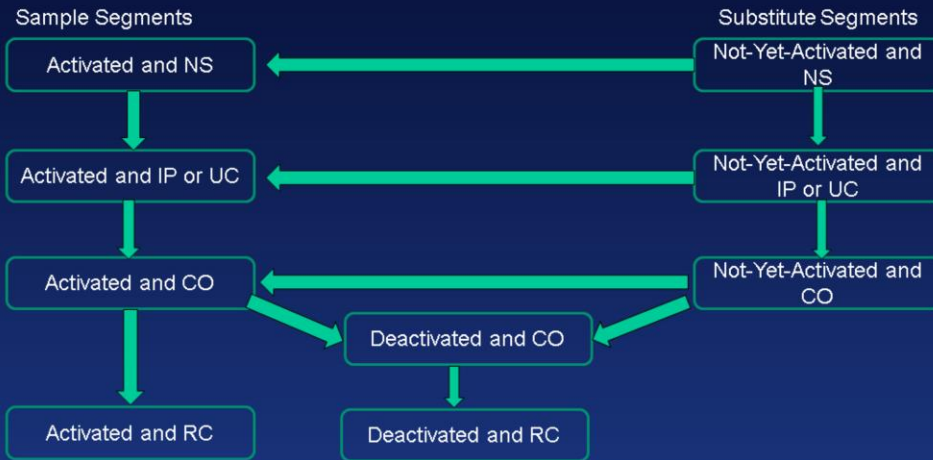 Sample Segments
Substitute Segments
Activated and NS
Not-Yet-Activated and
NS
Activated and IP or UC
Not-Yet-Activated and
IP or UC
Activated and CO
Not-Yet-Activated and
CO
Deactivated and CO
Activated and RC
Deactivated and RC